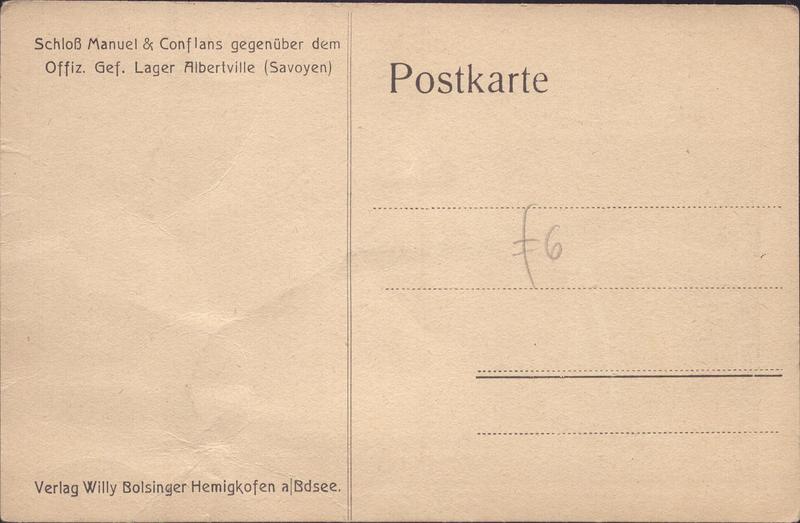 Schloß Manuel & Conflans gegenüber dem
Offiz. Gef. Lager Albertville (Savoyen)
Postkarte
F6
Verlag Willy Bolsinger Hemigkofen a|Bdsee.